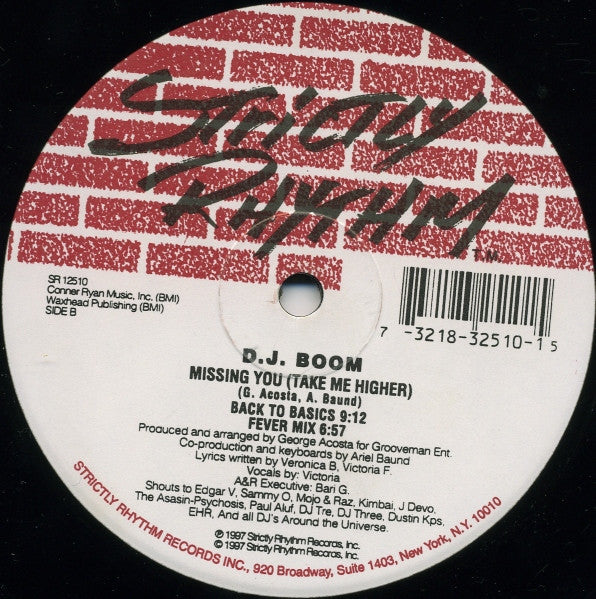 STRICTLY
RHYTHM
TM
SR 12510
Conner Ryan Music, Inc. (BMI)
Waxhead Publishing (BMI)
SIDE B
7 -3218-32510-1 5
D.J. BOOM
MISSING YOU (TAKE ME HIGHER)
(G. Acosta, A. Baund)
BACK TO BASICS 9:12
FEVER MIX 6:57
Produced and arranged by George Acosta for Grooveman Ent.
Co-production and keyboards by Ariel Baund
Lyrics written by Veronica B, Victoria F.
Vocals by: Victoria
A&R Executive: Bari G.
Shouts to Edgar V, Sammy O, Mojo & Raz, Kimbai, J Devo,
The Asasin-Psychosis, Paul Aluf, DJ Tre, DJ Three, Dustin Kps,
EHR, And all DJ's Around the Universe.
℗ 1997 Strictly Rhythm Records, Inc.
© 1997 Strictly Rhythm Records, Inc.
STRICTLY RHYTHM RECORDS INC., 920 Broadway, Suite 1403, New York, N.Y. 10010